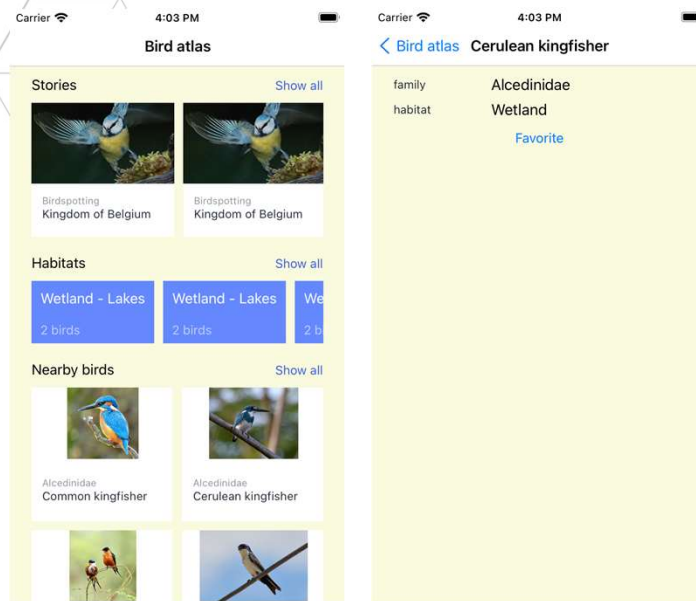 Carrier 4:03 PM
Bird atlas
Stories Show all
Birdspotting Birdspotting
Kingdom of Belgium Kingdom of Belgium
Habitats Show all
Wetland - Lakes Wetland - Lakes We
2 birds 2 birds 2 b
Nearby birds Show all
Alcedinidae Alcedinidae
Common kingfisher Cerulean kingfisher
Carrier 4:03 PM
Bird atlas Cerulean kingfisher
family Alcedinidae
habitat Wetland
Favorite